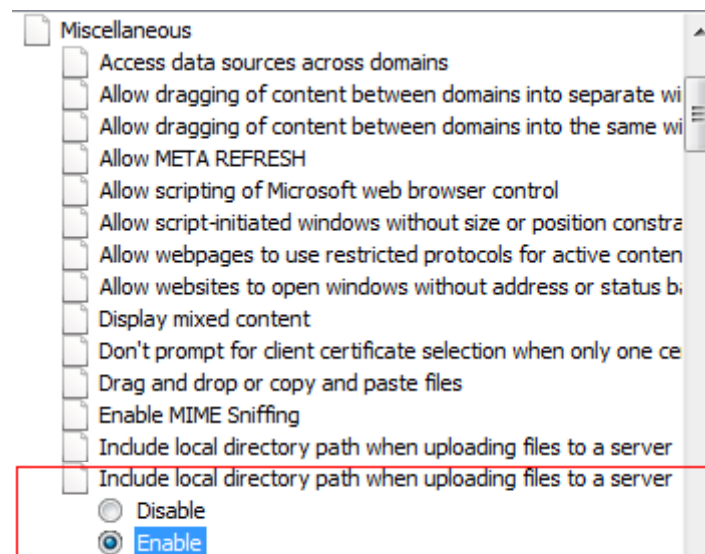 Miscellaneous
Access data sources across domains
Allow dragging of content between domains into separate wi
Allow dragging of content between domains into the same wi
Allow META REFRESH
Allow scripting of Microsoft web browser control
Allow script-initiated windows without size or position constra
Allow webpages to use restricted protocols for active conten
Allow websites to open windows without address or status ba
Display mixed content
Don't prompt for client certificate selection when only one ce
Drag and drop or copy and paste files
Enable MIME Sniffing
Include local directory path when uploading files to a server
Include local directory path when uploading files to a server
Disable
Enable